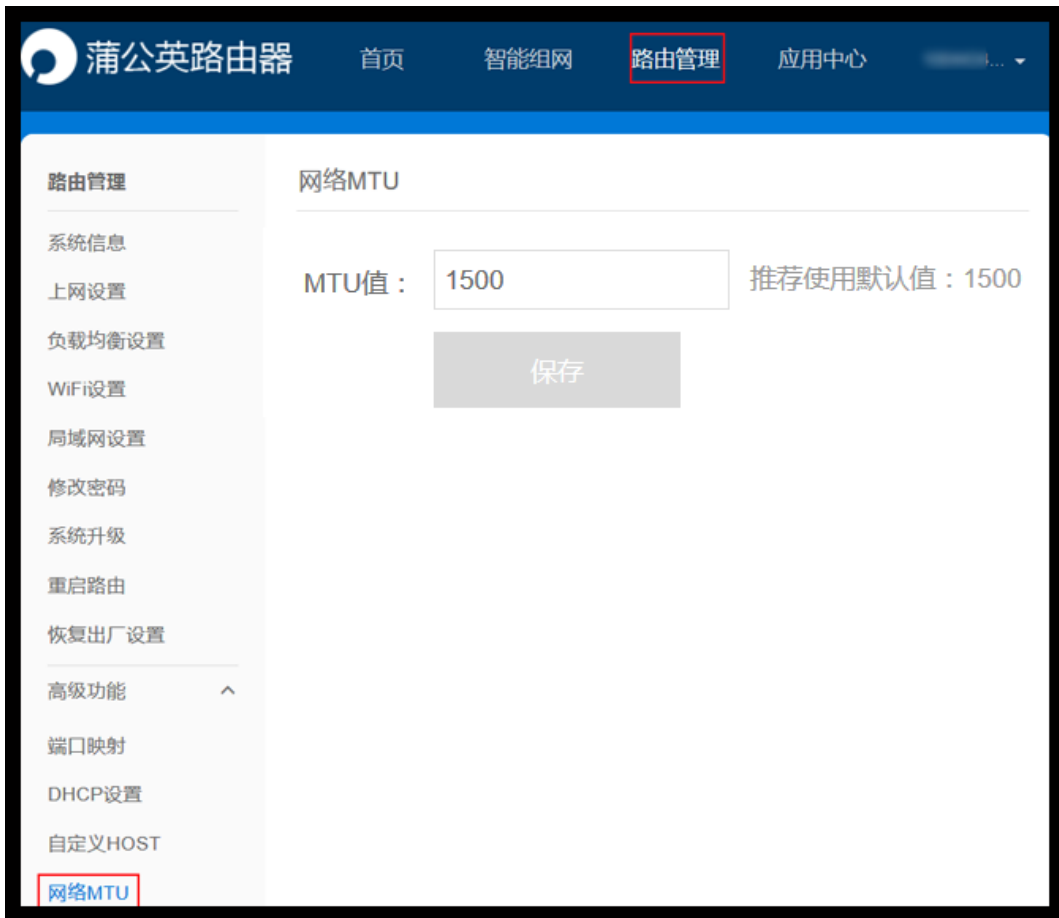 蒲公英路由器 首页 智能组网 路由管理 应用中心
路由管理
系统信息
上网设置
负载均衡设置
WiFi设置
局域网设置
修改密码
系统升级
重启路由
恢复出厂设置
高级功能
端口映射
DHCP设置
自定义HOST
网络MTU
网络MTU
MTU值： 1500 推荐使用默认值：1500
保存